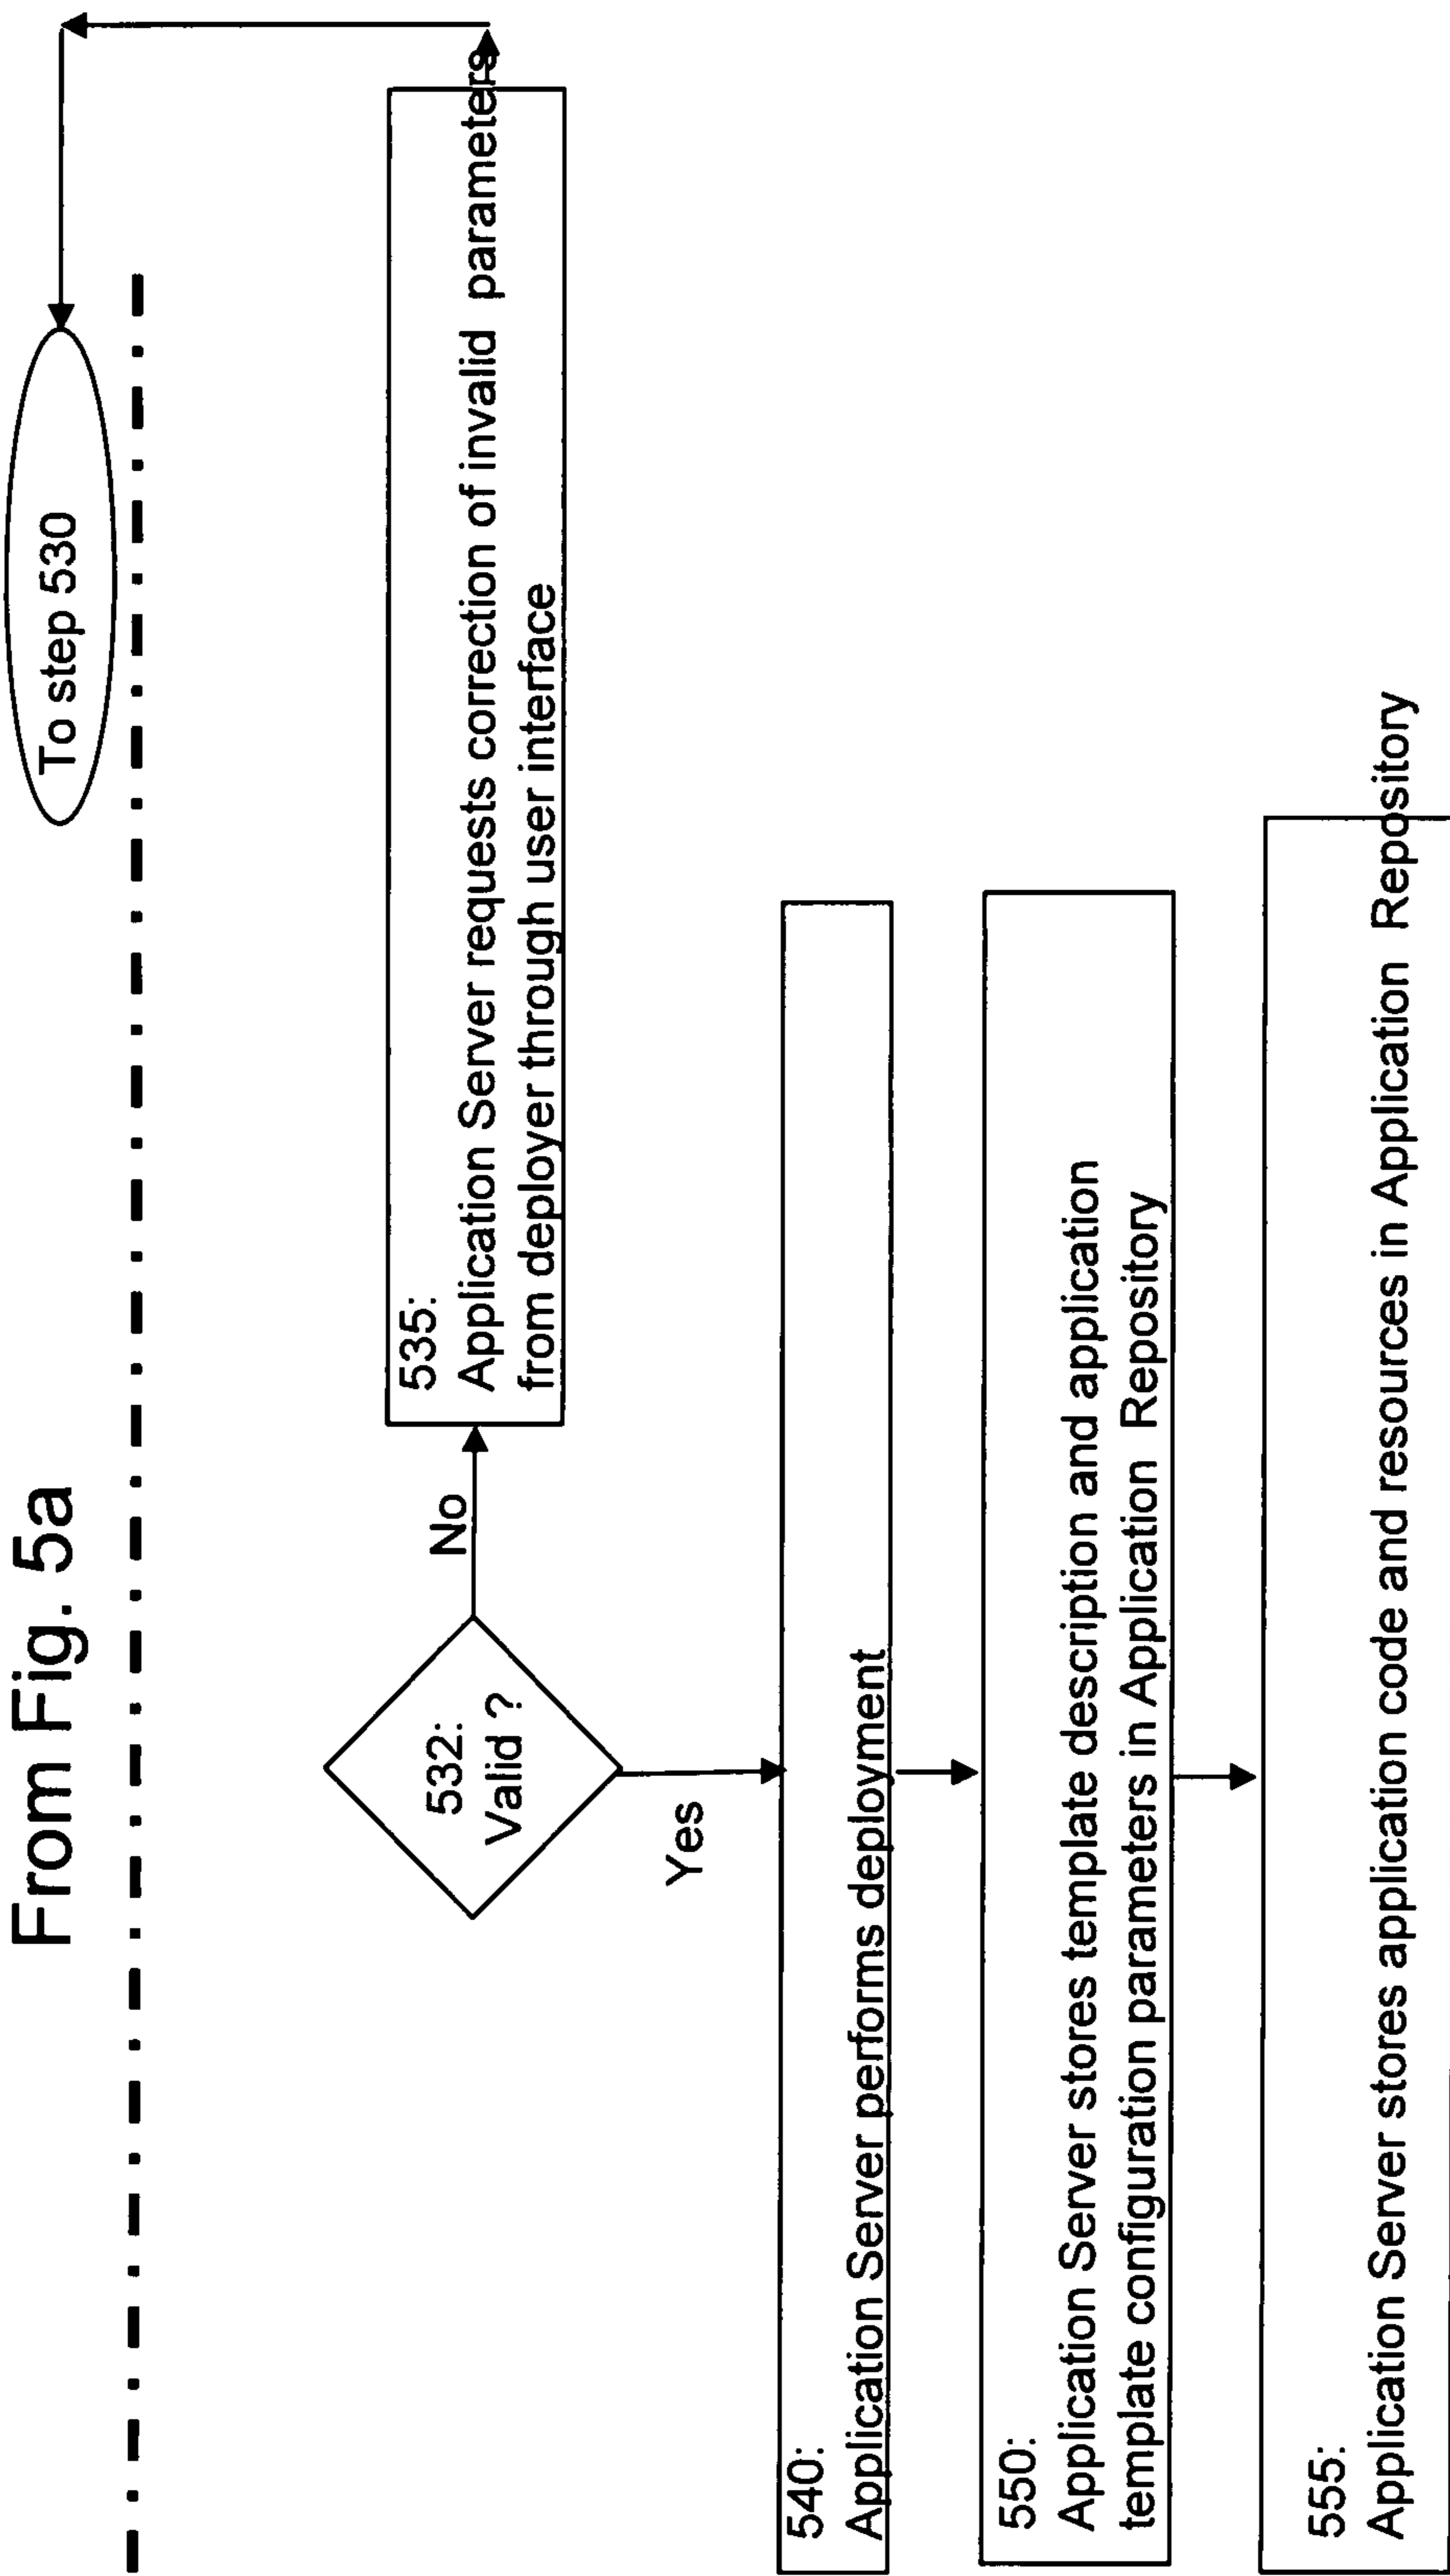 From Fig. 5a
To step 530
532:
Valid ?
No
535:
Application Server requests correction of invalid parameters
from deployer through user interface
Yes
540:
Application Server performs deployment
550:
Application Server stores template description and application
template configuration parameters in Application Repository
555:
Application Server stores application code and resources in Application Repository